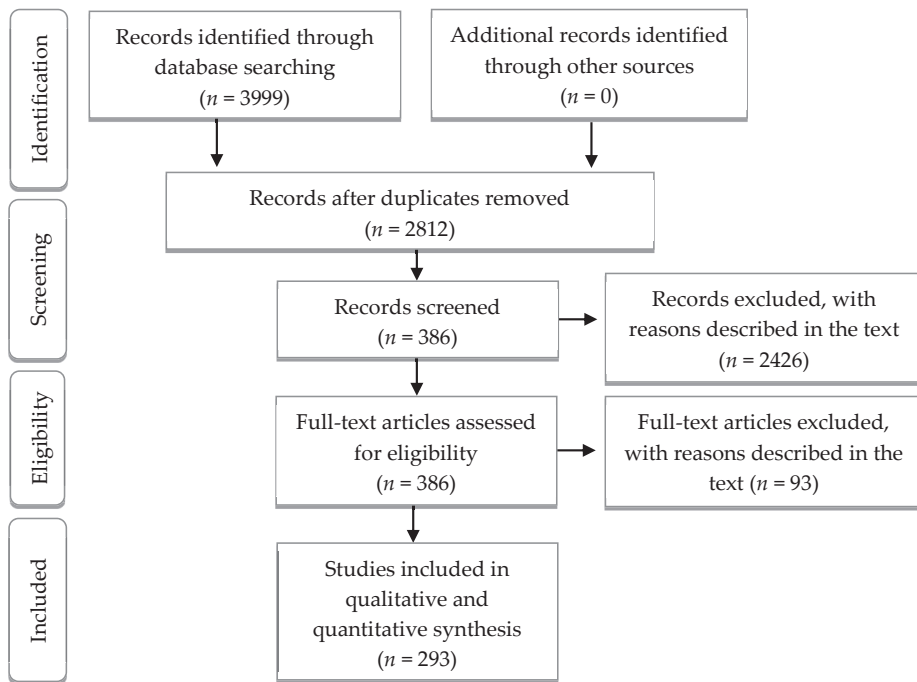 Identification
Records identified through
database searching
(n = 3999)
Additional records identified
through other sources
(n = 0)
Records after duplicates removed
(n = 2812)
Screening
Records screened
(n = 386)
Records excluded, with
reasons described in the text
(n = 2426)
Eligibility
Full-text articles assessed
for eligibility
(n = 386)
Full-text articles excluded,
with reasons described in the
text (n = 93)
Included
Studies included in
qualitative and
quantitative synthesis
(n = 293)